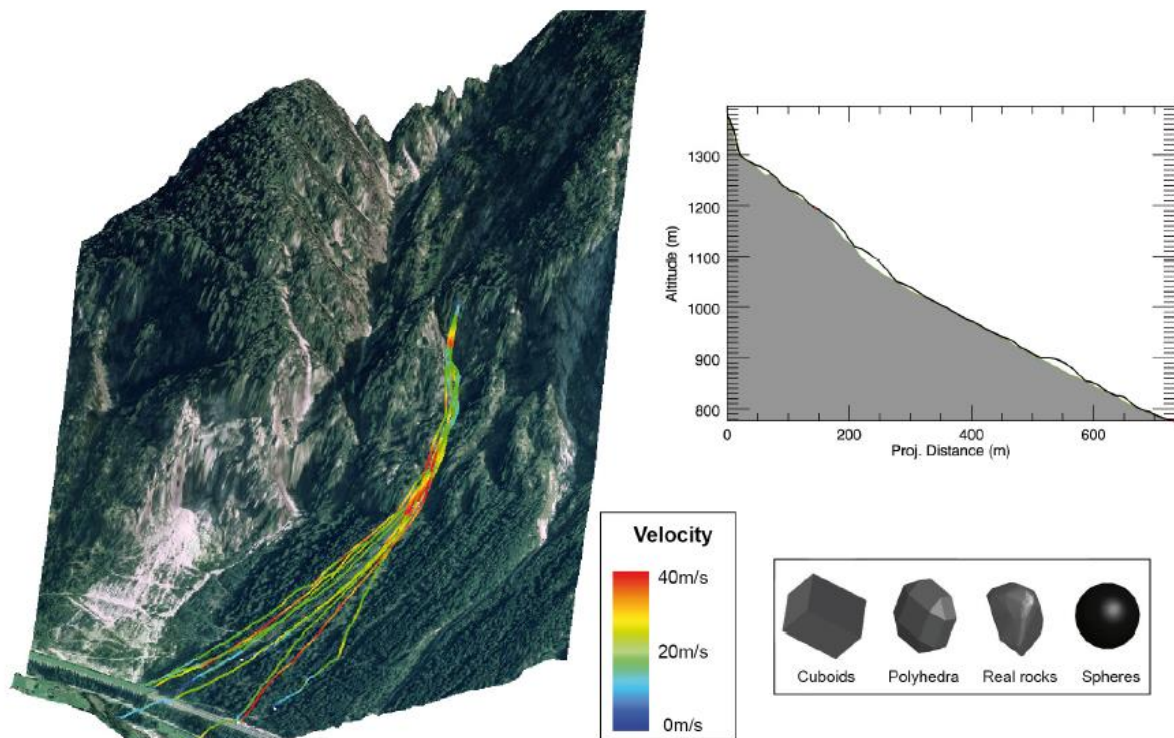 1300
1200
1100
1000
900
800
Altitude (m)
0 200 400 600
Proj. Distance (m)
Velocity
40m/s
20m/s
0m/s
Cuboids Polyhedra Real rocks Spheres